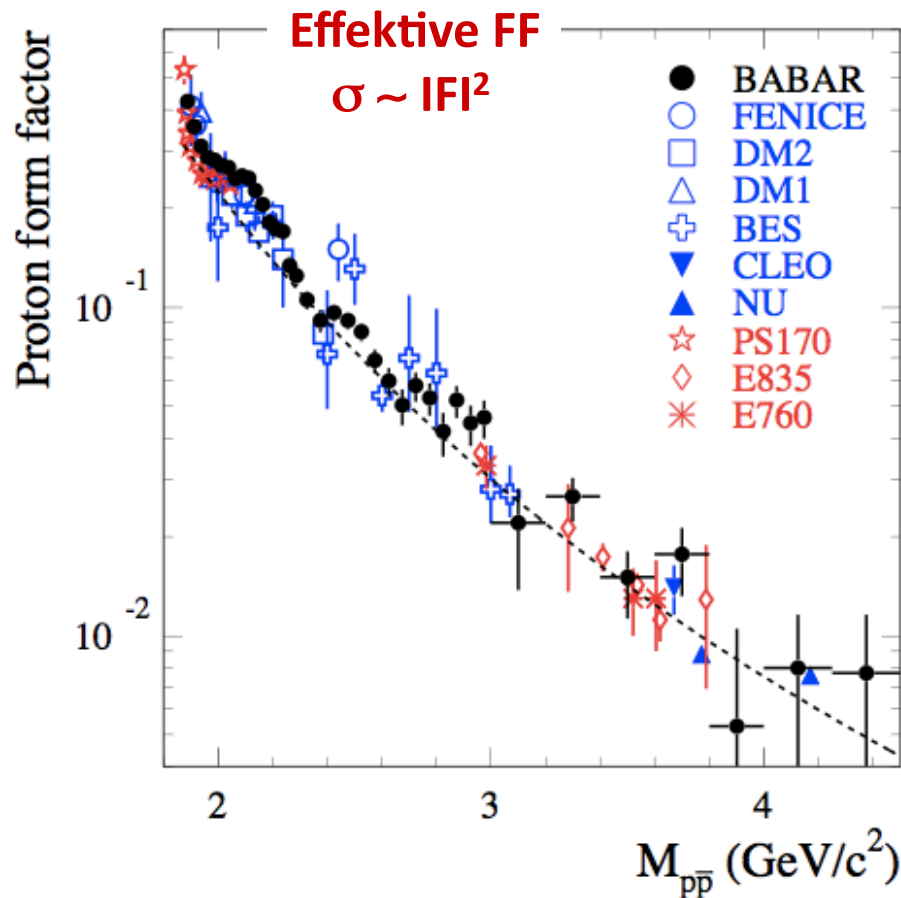 Effektive FF
σ ~ IFI²
Proton form factor
10⁻¹
10⁻²
BABAR
FENICE
DM2
DM1
BES
CLEO
NU
PS170
E835
E760
2 3 4
M_pp̅ (GeV/c²)